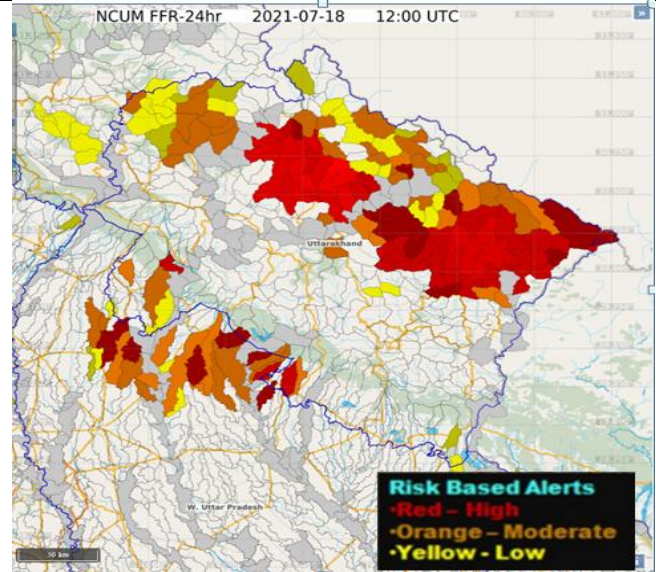 NCUM FFR-24hr 2021-07-18 12:00 UTC
Uttarakhand
W. Uttar Pradesh
50 km
Risk Based Alerts
•Red – High
•Orange – Moderate
•Yellow - Low